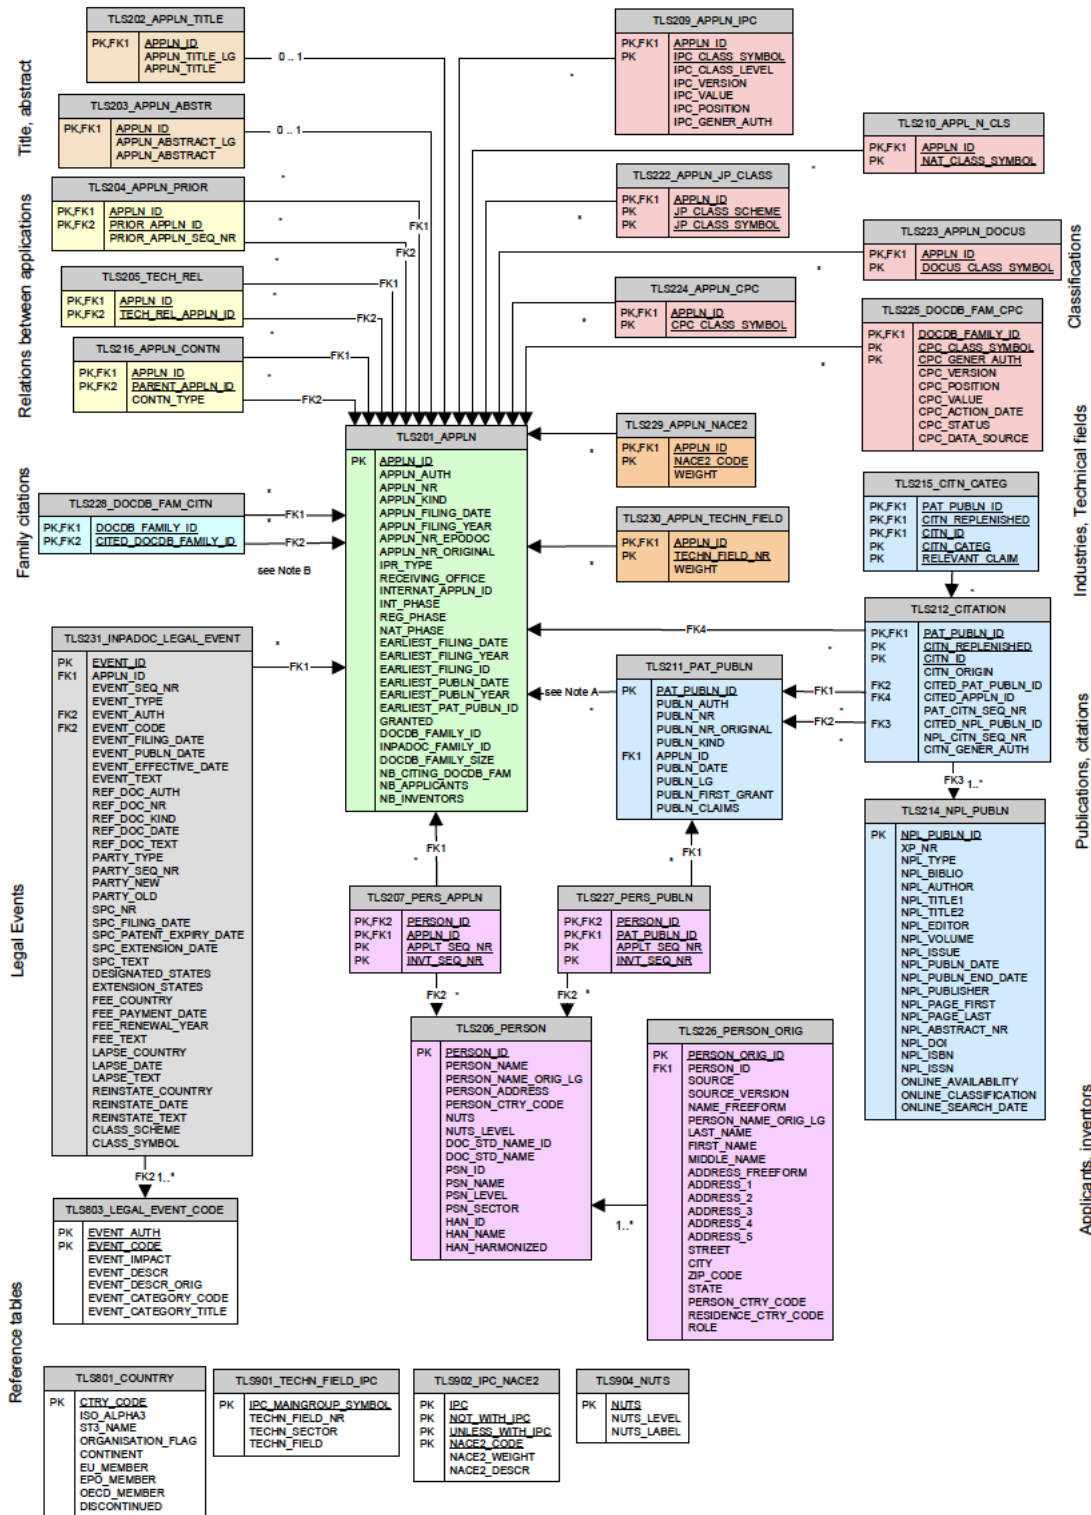 Title, abstract
TLS202_APPLN_TITLE
PK,FK1 APPLN_ID
APPLN_TITLE_LG
APPLN_TITLE
0 .. 1
TLS203_APPLN_ABSTR
PK,FK1 APPLN_ID
APPLN_ABSTRACT_LG
APPLN_ABSTRACT
0 .. 1
Relations between applications
TLS204_APPLN_PRIOR
PK,FK1 APPLN_ID
PK,FK2 PRIOR_APPLN_ID
PRIOR_APPLN_SEQ_NR
*
*
FK1
FK2
TLS205_TECH_REL
PK,FK1 APPLN_ID
PK,FK2 TECH_REL_APPLN_ID
*
*
FK2
TLS216_APPLN_CONTN
PK,FK1 APPLN_ID
PK,FK2 PARENT_APPLN_ID
CONTN_TYPE
*
*
FK1
FK2
Classifications
TLS209_APPLN_IPC
PK,FK1 APPLN_ID
PK IPC_CLASS_SYMBOL
IPC_CLASS_LEVEL
IPC_VERSION
IPC_VALUE
IPC_POSITION
IPC_GENER_AUTH
*
TLS210_APPL_N_CLS
PK,FK1 APPLN_ID
PK NAT_CLASS_SYMBOL
*
TLS222_APPLN_JP_CLASS
PK,FK1 APPLN_ID
PK JP_CLASS_SCHEME
PK JP_CLASS_SYMBOL
*
TLS223_APPLN_DOCUS
PK,FK1 APPLN_ID
PK DOCUS_CLASS_SYMBOL
*
TLS224_APPLN_CPC
PK,FK1 APPLN_ID
PK CPC_CLASS_SYMBOL
*
TLS225_DOCDB_FAM_CPC
PK,FK1 DOCDB_FAMILY_ID
PK CPC_CLASS_SYMBOL
PK CPC_GENER_AUTH
CPC_VERSION
CPC_POSITION
CPC_VALUE
CPC_ACTION_DATE
CPC_STATUS
CPC_DATA_SOURCE
*
TLS201_APPLN
PK APPLN_ID
APPLN_AUTH
APPLN_NR
APPLN_KIND
APPLN_FILING_DATE
APPLN_FILING_YEAR
APPLN_NR_EPODOC
APPLN_NR_ORIGINAL
IPR_TYPE
RECEIVING_OFFICE
INTERNAT_APPLN_ID
INT_PHASE
REG_PHASE
NAT_PHASE
EARLIEST_FILING_DATE
EARLIEST_FILING_YEAR
EARLIEST_FILING_ID
EARLIEST_PUBLN_DATE
EARLIEST_PUBLN_YEAR
EARLIEST_PAT_PUBLN_ID
GRANTED
DOCDB_FAMILY_ID
INPADOC_FAMILY_ID
DOCDB_FAMILY_SIZE
NB_CITING_DOCDB_FAM
NB_APPLICANTS
NB_INVENTORS
Industries, Technical fields
TLS229_APPLN_NACE2
PK,FK1 APPLN_ID
PK NACE2_CODE
WEIGHT
*
TLS230_APPLN_TECHN_FIELD
PK,FK1 APPLN_ID
PK TECHN_FIELD_NR
WEIGHT
*
Family citations
TLS228_DOCDB_FAM_CITN
PK,FK1 DOCDB_FAMILY_ID
PK,FK2 CITED_DOCDB_FAMILY_ID
*
*
FK1
FK2
see Note B
Publications, citations
TLS215_CITN_CATEG
PK,FK1 PAT_PUBLN_ID
PK,FK1 CITN_REPLENISHED
PK,FK1 CITN_ID
PK CITN_CATEG
PK RELEVANT_CLAIM
*
TLS212_CITATION
PK,FK1 PAT_PUBLN_ID
PK CITN_REPLENISHED
PK CITN_ID
CITN_ORIGIN
FK2 CITED_PAT_PUBLN_ID
FK4 CITED_APPLN_ID
PAT_CITN_SEQ_NR
FK3 CITED_NPL_PUBLN_ID
NPL_CITN_SEQ_NR
CITN_GENER_AUTH
FK4
*
FK1
*
FK2
*
FK3 1..*
TLS211_PAT_PUBLN
PK PAT_PUBLN_ID
PUBLN_AUTH
PUBLN_NR
PUBLN_NR_ORIGINAL
PUBLN_KIND
FK1 APPLN_ID
PUBLN_DATE
PUBLN_LG
PUBLN_FIRST_GRANT
PUBLN_CLAIMS
see Note A
*
TLS214_NPL_PUBLN
PK NPL_PUBLN_ID
XP_NR
NPL_TYPE
NPL_BIBLIO
NPL_AUTHOR
NPL_TITLE1
NPL_TITLE2
NPL_EDITOR
NPL_VOLUME
NPL_ISSUE
NPL_PUBLN_DATE
NPL_PUBLN_END_DATE
NPL_PUBLISHER
NPL_PAGE_FIRST
NPL_PAGE_LAST
NPL_ABSTRACT_NR
NPL_DOI
NPL_ISBN
NPL_ISSN
ONLINE_AVAILABILITY
ONLINE_CLASSIFICATION
ONLINE_SEARCH_DATE
Legal Events
TLS231_INPADOC_LEGAL_EVENT
PK EVENT_ID
FK1 APPLN_ID
EVENT_SEQ_NR
EVENT_TYPE
FK2 EVENT_AUTH
FK2 EVENT_CODE
EVENT_FILING_DATE
EVENT_PUBLN_DATE
EVENT_EFFECTIVE_DATE
EVENT_TEXT
REF_DOC_AUTH
REF_DOC_NR
REF_DOC_KIND
REF_DOC_DATE
REF_DOC_TEXT
PARTY_TYPE
PARTY_SEQ_NR
PARTY_NEW
PARTY_OLD
SPC_NR
SPC_FILING_DATE
SPC_PATENT_EXPIRY_DATE
SPC_EXTENSION_DATE
SPC_TEXT
DESIGNATED_STATES
EXTENSION_STATES
FEE_COUNTRY
FEE_PAYMENT_DATE
FEE_RENEWAL_YEAR
FEE_TEXT
LAPSE_COUNTRY
LAPSE_DATE
LAPSE_TEXT
REINSTATE_COUNTRY
REINSTATE_DATE
REINSTATE_TEXT
CLASS_SCHEME
CLASS_SYMBOL
*
FK1
FK2 1..*
Applicants, inventors
TLS207_PERS_APPLN
PK,FK2 PERSON_ID
PK,FK1 APPLN_ID
PK APPLT_SEQ_NR
PK INVT_SEQ_NR
FK1
*
FK2 *
TLS227_PERS_PUBLN
PK,FK2 PERSON_ID
PK,FK1 PAT_PUBLN_ID
PK APPLT_SEQ_NR
PK INVT_SEQ_NR
* FK1
FK2 *
TLS206_PERSON
PK PERSON_ID
PERSON_NAME
PERSON_NAME_ORIG_LG
PERSON_ADDRESS
PERSON_CTRY_CODE
NUTS
NUTS_LEVEL
DOC_STD_NAME_ID
DOC_STD_NAME
PSN_ID
PSN_NAME
PSN_LEVEL
PSN_SECTOR
HAN_ID
HAN_NAME
HAN_HARMONIZED
1..*
TLS226_PERSON_ORIG
PK PERSON_ORIG_ID
FK1 PERSON_ID
SOURCE
SOURCE_VERSION
NAME_FREEFORM
PERSON_NAME_ORIG_LG
LAST_NAME
FIRST_NAME
MIDDLE_NAME
ADDRESS_FREEFORM
ADDRESS_1
ADDRESS_2
ADDRESS_3
ADDRESS_4
ADDRESS_5
STREET
CITY
ZIP_CODE
STATE
PERSON_CTRY_CODE
RESIDENCE_CTRY_CODE
ROLE
Reference tables
TLS803_LEGAL_EVENT_CODE
PK EVENT_AUTH
PK EVENT_CODE
EVENT_IMPACT
EVENT_DESCR
EVENT_DESCR_ORIG
EVENT_CATEGORY_CODE
EVENT_CATEGORY_TITLE
TLS801_COUNTRY
PK CTRY_CODE
ISO_ALPHA3
ST3_NAME
ORGANISATION_FLAG
CONTINENT
EU_MEMBER
EPO_MEMBER
OECD_MEMBER
DISCONTINUED
TLS901_TECHN_FIELD_IPC
PK IPC_MAINGROUP_SYMBOL
TECHN_FIELD_NR
TECHN_SECTOR
TECHN_FIELD
TLS902_IPC_NACE2
PK IPC
PK NOT_WITH_IPC
PK UNLESS_WITH_IPC
PK NACE2_CODE
NACE2_WEIGHT
NACE2_DESCR
TLS904_NUTS
PK NUTS
NUTS_LEVEL
NUTS_LABEL